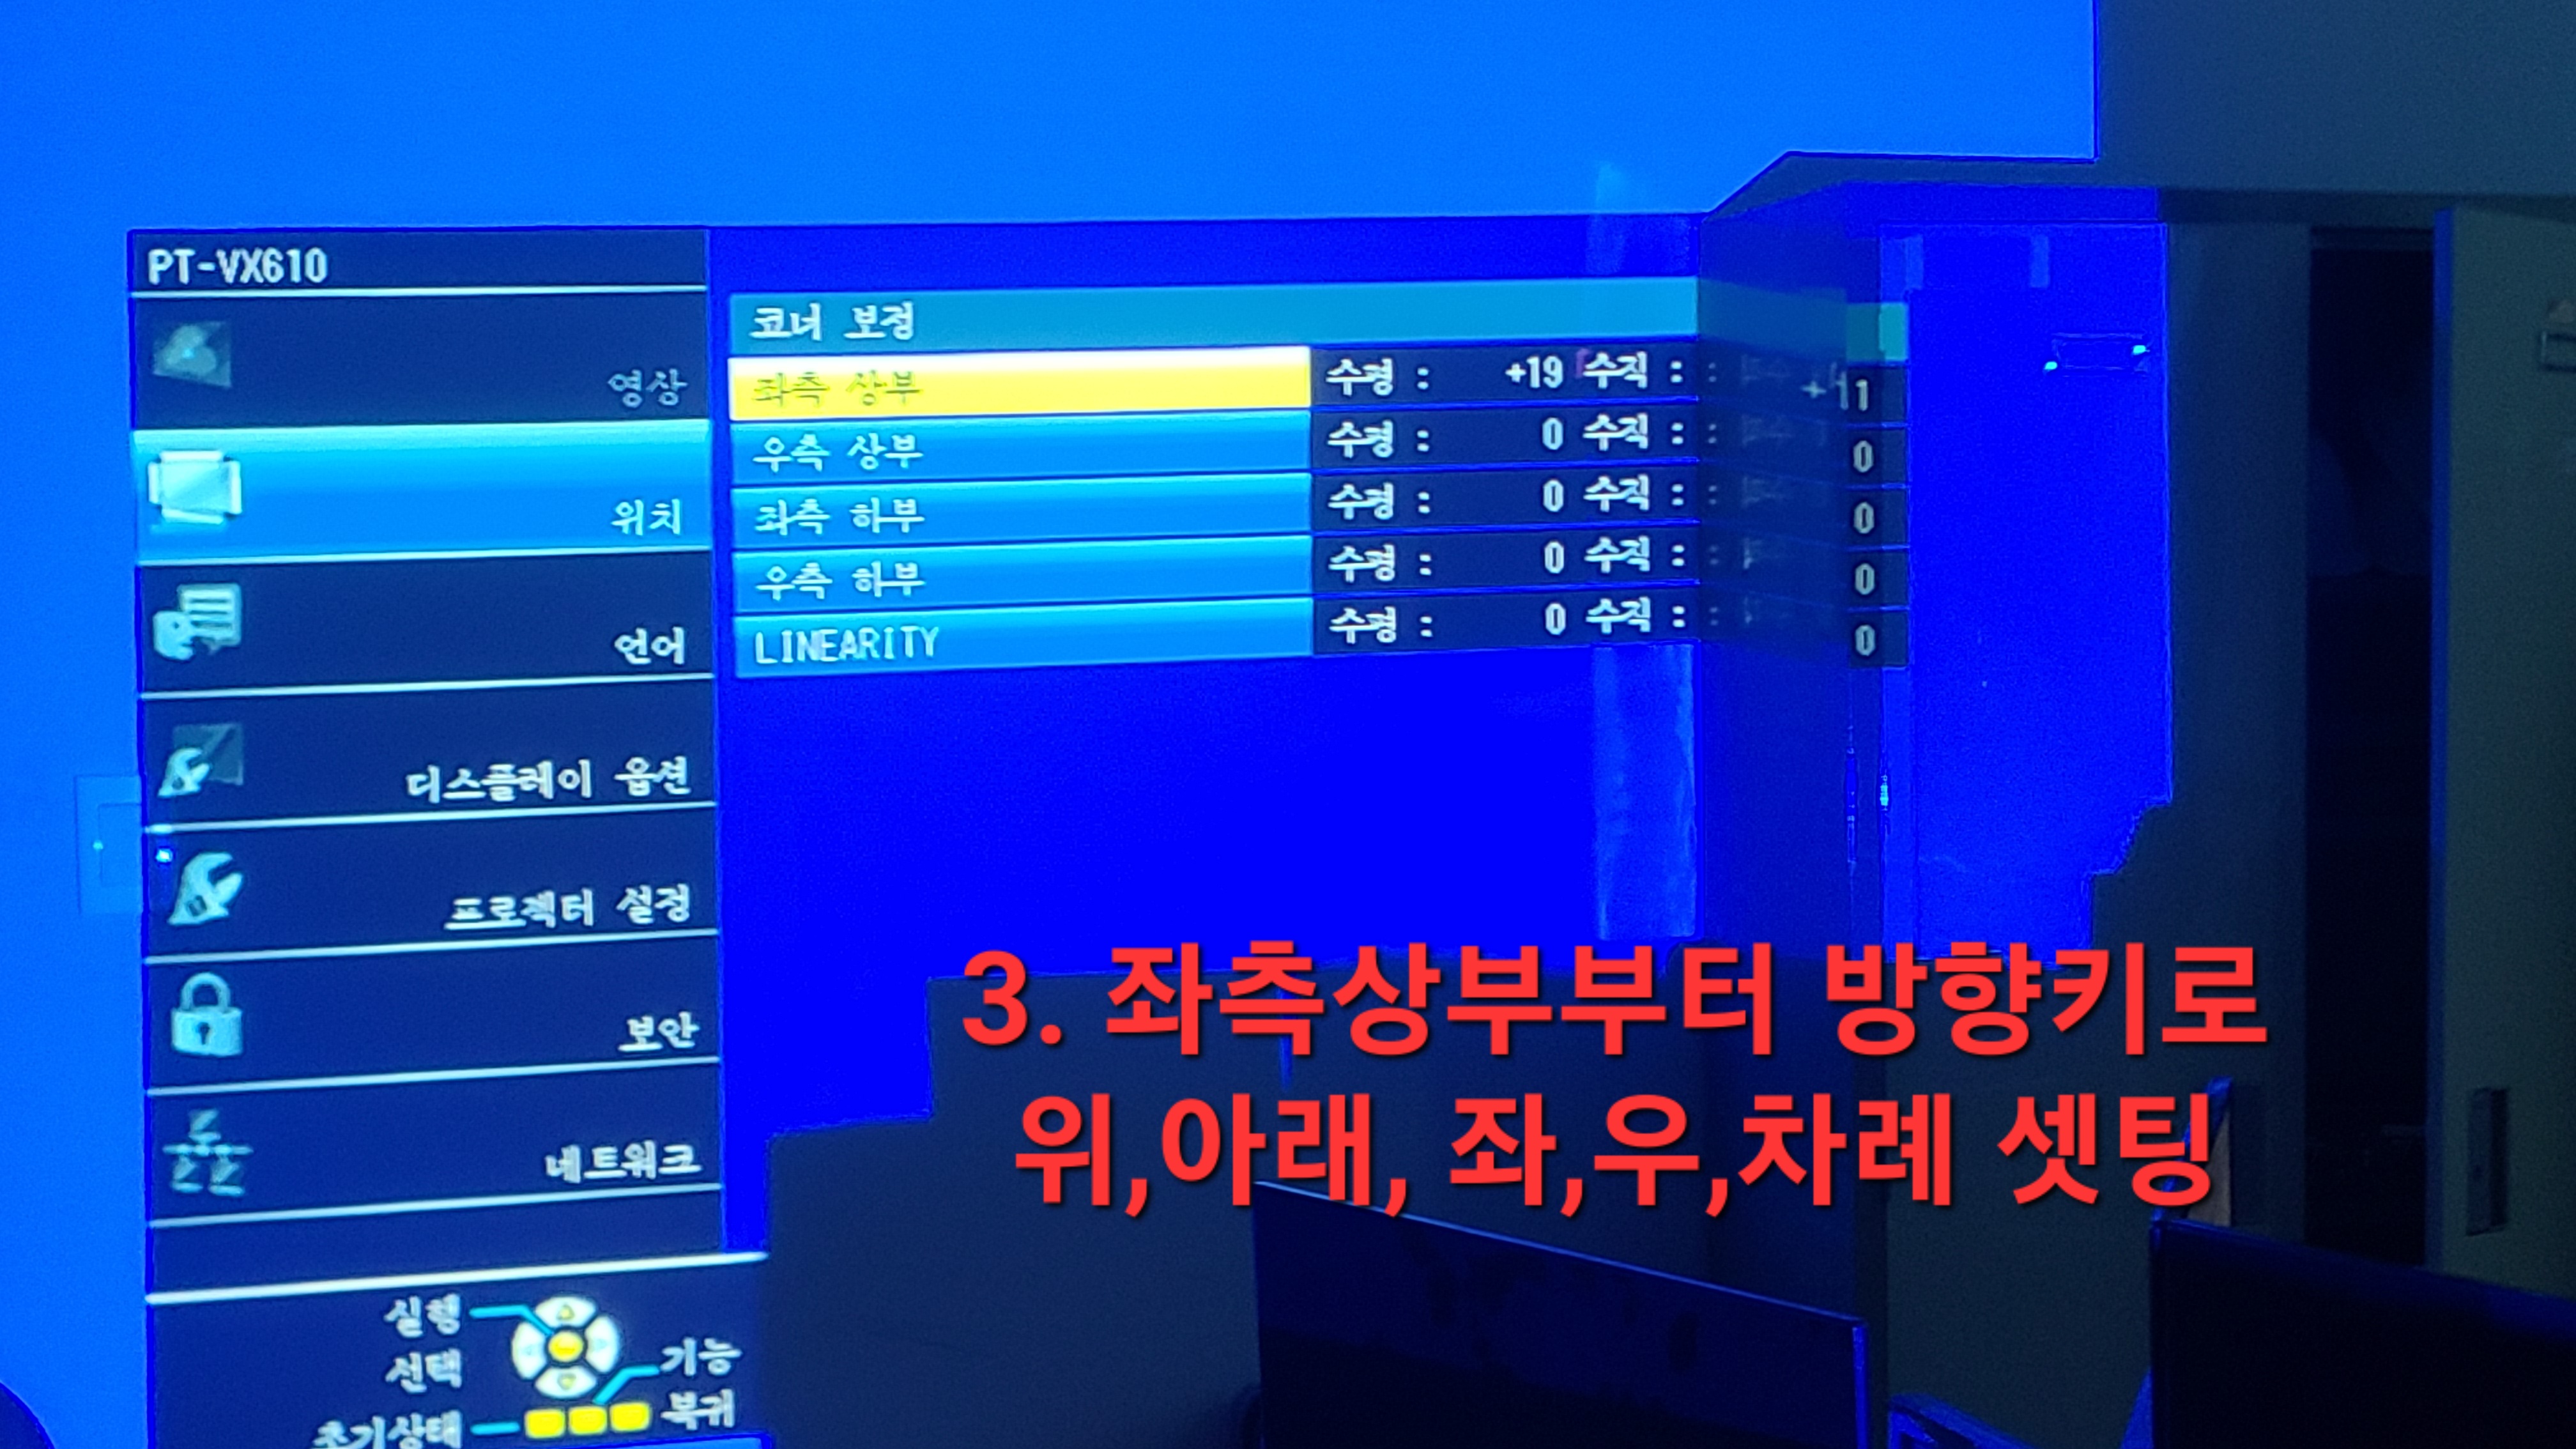 PT-VX610
영상
위치
언어
디스플레이 옵션
프로젝터 설정
보안
네트워크
코너 보정
좌측 상부 수평 : +19 수직 : +11
우측 상부 수평 : 0 수직 : 0
좌측 하부 수평 : 0 수직 : 0
우측 하부 수평 : 0 수직 : 0
LINEARITY 수평 : 0 수직 : 0
3. 좌측상부부터 방향키로
위,아래, 좌,우,차례 셋팅
실행
선택
기능
복귀
초기상태